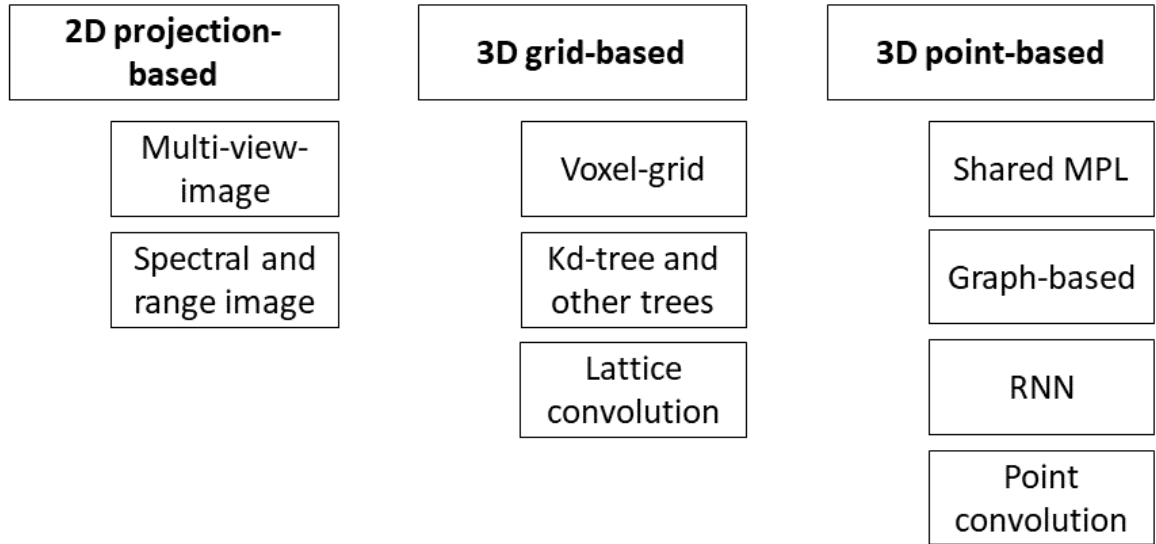 2D projection-
based
Multi-view-
image
Spectral and
range image
3D grid-based
Voxel-grid
Kd-tree and
other trees
Lattice
convolution
3D point-based
Shared MPL
Graph-based
RNN
Point
convolution